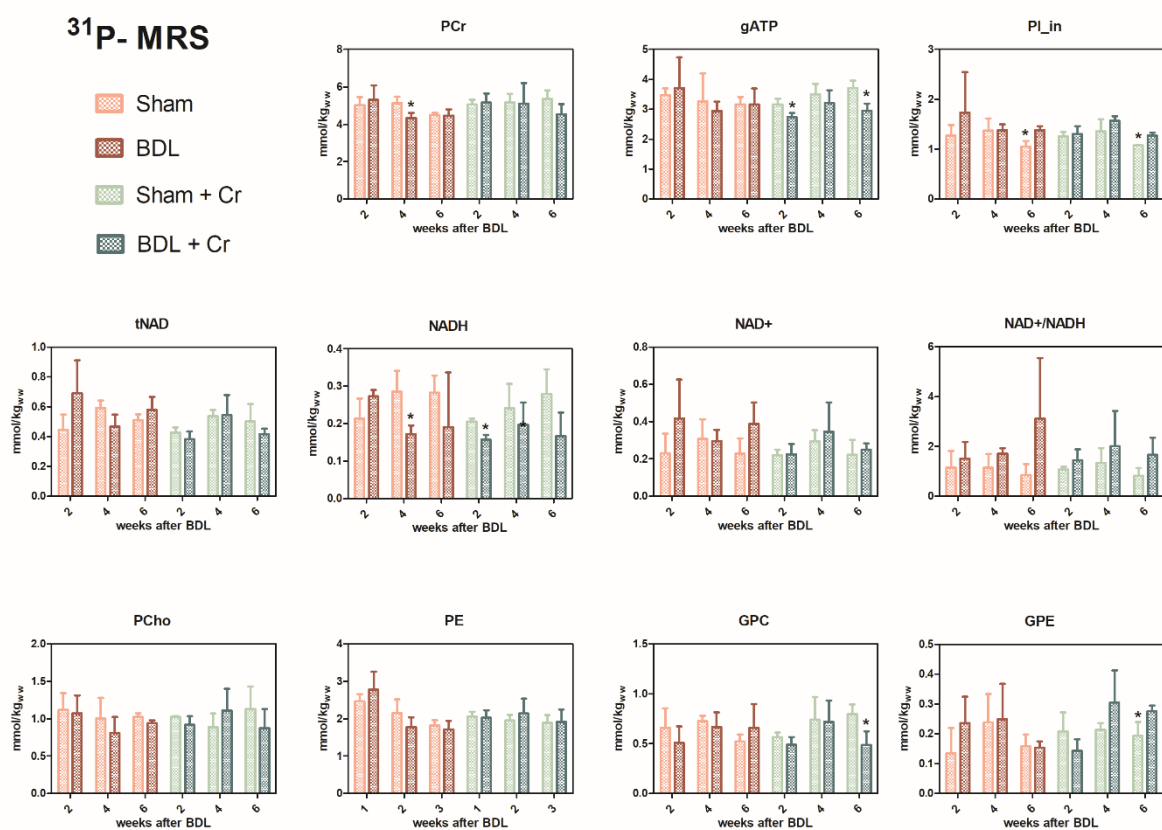 ³¹P- MRS
Sham
BDL
Sham + Cr
BDL + Cr
PCr
mmol/kgww
8
6
4
2
0
2 4 6 2 4 6
weeks after BDL
gATP
mmol/kgww
5
4
3
2
1
0
2 4 6 2 4 6
weeks after BDL
*
*
*
PI_in
mmol/kgww
3
2
1
0
2 4 6 2 4 6
weeks after BDL
*
*
tNAD
mmol/kgww
1.0
0.8
0.6
0.4
0.2
0.0
2 4 6 2 4 6
weeks after BDL
NADH
mmol/kgww
0.4
0.3
0.2
0.1
0.0
2 4 6 2 4 6
weeks after BDL
*
*
*
NAD+
mmol/kgww
0.8
0.6
0.4
0.2
0.0
2 4 6 2 4 6
weeks after BDL
NAD+/NADH
mmol/kgww
6
4
2
0
2 4 6 2 4 6
weeks after BDL
PCho
mmol/kgww
2.0
1.5
1.0
0.5
0.0
2 4 6 2 4 6
weeks after BDL
PE
mmol/kgww
4
3
2
1
0
1 2 3 1 2 3
weeks after BDL
GPC
mmol/kgww
1.5
1.0
0.5
0.0
2 4 6 2 4 6
weeks after BDL
*
GPE
mmol/kgww
0.5
0.4
0.3
0.2
0.1
0.0
2 4 6 2 4 6
weeks after BDL
*